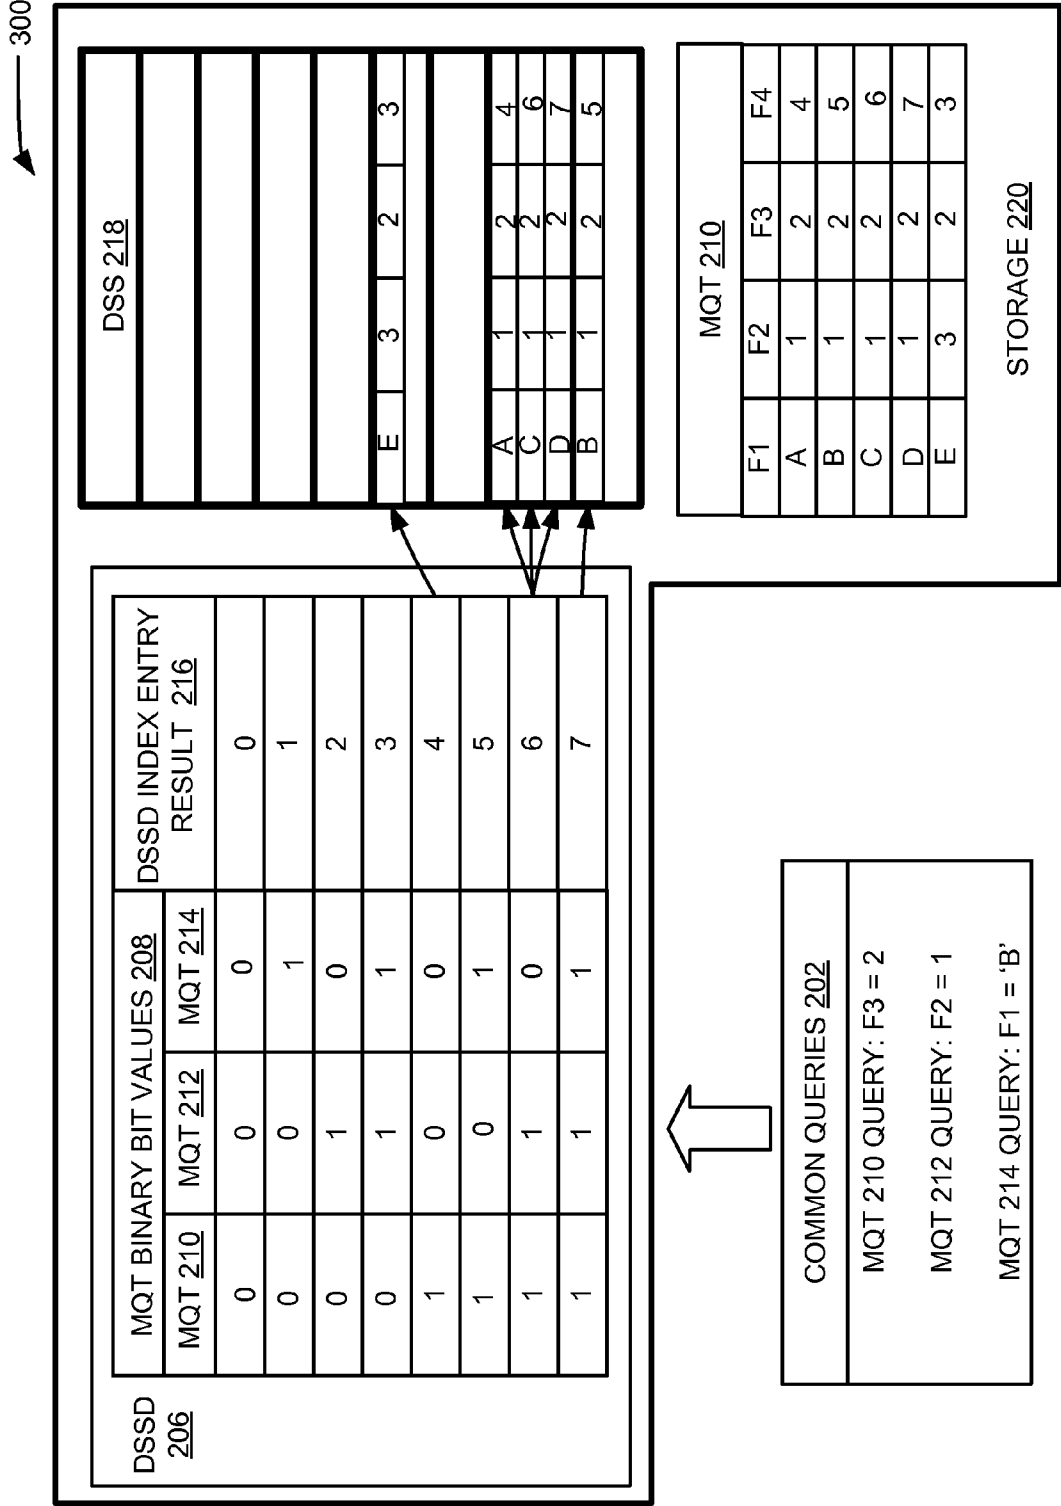 300
DSSD
206
MQT BINARY BIT VALUES 208
DSSD INDEX ENTRY
RESULT 216
MQT 210 MQT 212 MQT 214
0 0 0 0
0 0 1 1
0 1 0 2
0 1 1 3
1 0 0 4
1 0 1 5
1 1 0 6
1 1 1 7
DSS 218
E 3 2 3
A 1 2 4
C 1 2 6
D 1 2 7
B 1 2 5
MQT 210
F1 F2 F3 F4
A 1 2 4
B 1 2 5
C 1 2 6
D 1 2 7
E 3 2 3
STORAGE 220
COMMON QUERIES 202
MQT 210 QUERY: F3 = 2
MQT 212 QUERY: F2 = 1
MQT 214 QUERY: F1 = ‘B’